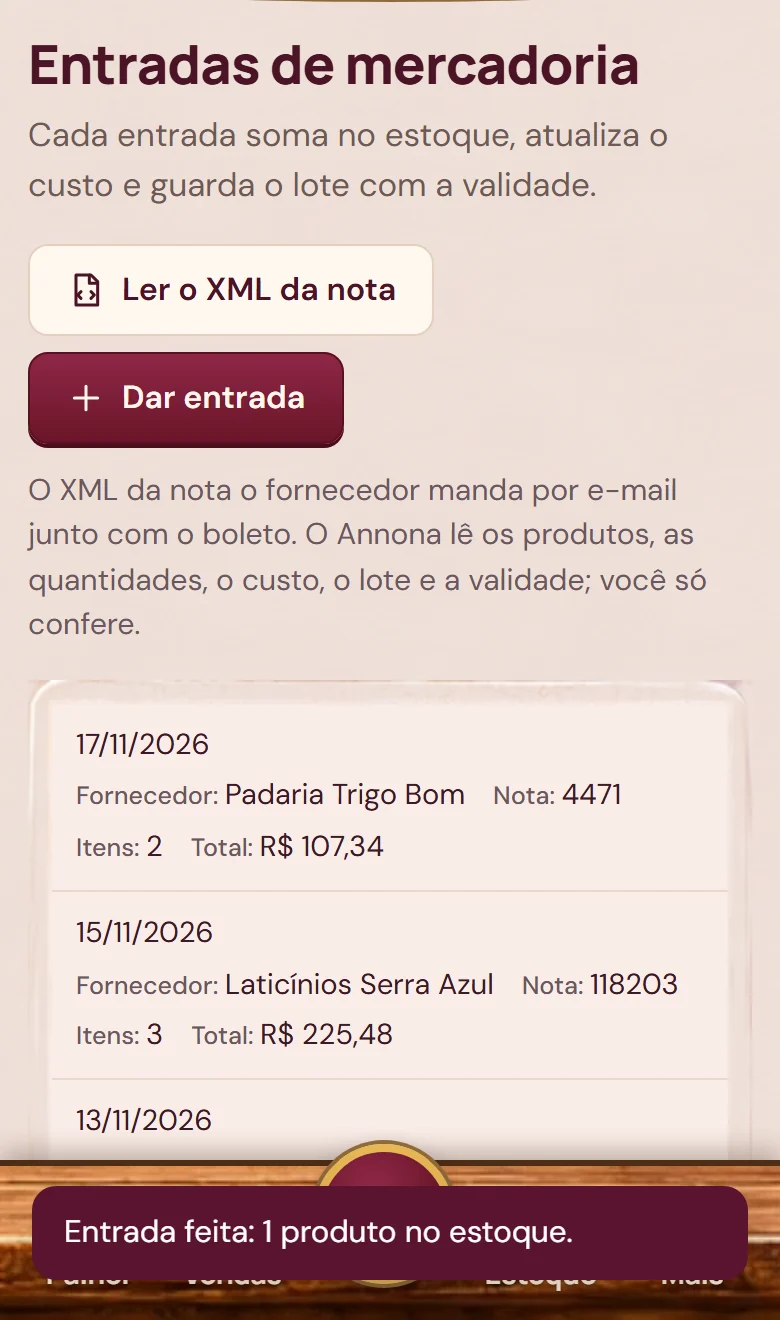 Entradas de mercadoria
Cada entrada soma no estoque, atualiza o
custo e guarda o lote com a validade.
Ler o XML da nota
Dar entrada
O XML da nota o fornecedor manda por e-mail
junto com o boleto. O Annona lê os produtos, as
quantidades, o custo, o lote e a validade; você só
confere.
17/11/2026
Fornecedor: Padaria Trigo Bom Nota: 4471
Itens: 2 Total: R$ 107,34
15/11/2026
Fornecedor: Laticínios Serra Azul Nota: 118203
Itens: 3 Total: R$ 225,48
13/11/2026
Entrada feita: 1 produto no estoque.
Vendas Estoque Mais